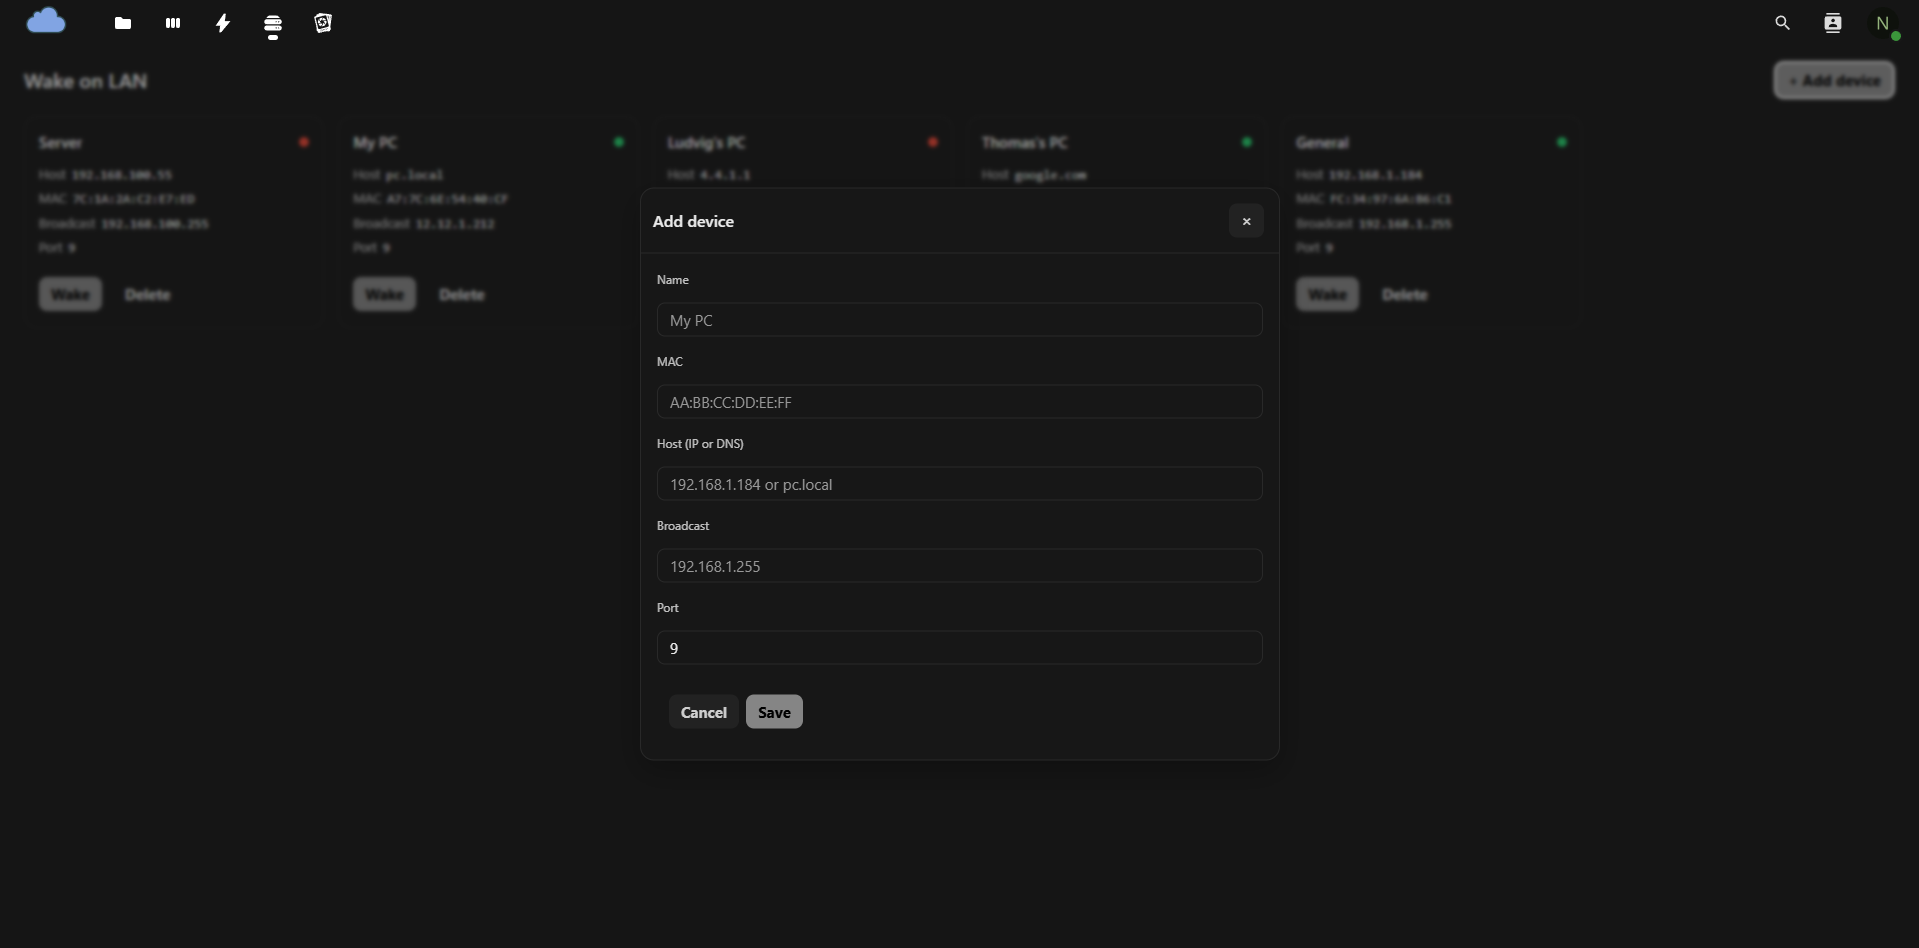 N
Wake on LAN
+ Add device
Server
Host 192.168.100.55
MAC 7C:1A:2A:C2:E7:ED
Broadcast 192.168.100.255
Port 9
Wake Delete
My PC
Host pc.local
MAC A7:7C:6E:54:40:CF
Broadcast 12.12.1.212
Port 9
Wake Delete
Ludvig's PC
Host 4.4.1.1
Thomas's PC
Host google.com
General
Host 192.168.1.184
MAC FC:34:97:6A:B6:C1
Broadcast 192.168.1.255
Port 9
Wake Delete
Add device
×
Name
My PC
MAC
AA:BB:CC:DD:EE:FF
Host (IP or DNS)
192.168.1.184 or pc.local
Broadcast
192.168.1.255
Port
9
Cancel Save